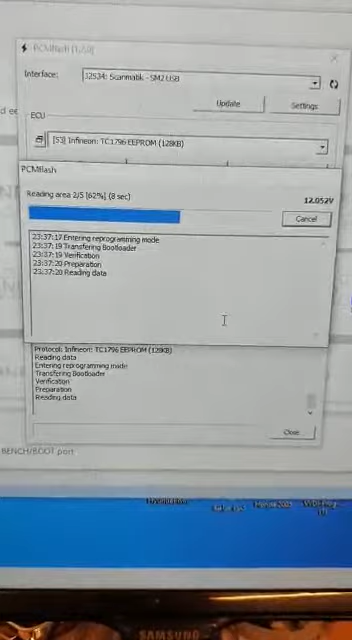 PCMflash [1.2.0]
Interface:
J2534: Scanmatik - SM2 USB
Update
Settings
ECU
[53] Infineon: TC1796 EEPROM (128KB)
PCMflash
Reading area 2/5 [62%] (8 sec)
12.052V
Cancel
23:37:17 Entering reprogramming mode
23:37:19 Transfering Bootloader
23:37:19 Verification
23:37:20 Preparation
23:37:20 Reading data
Protocol: Infineon: TC1796 EEPROM (128KB)
Reading data
Entering reprogramming mode
Transfering Bootloader
Verification
Preparation
Reading data
Close
BENCH/BOOT port
SAMSUNG